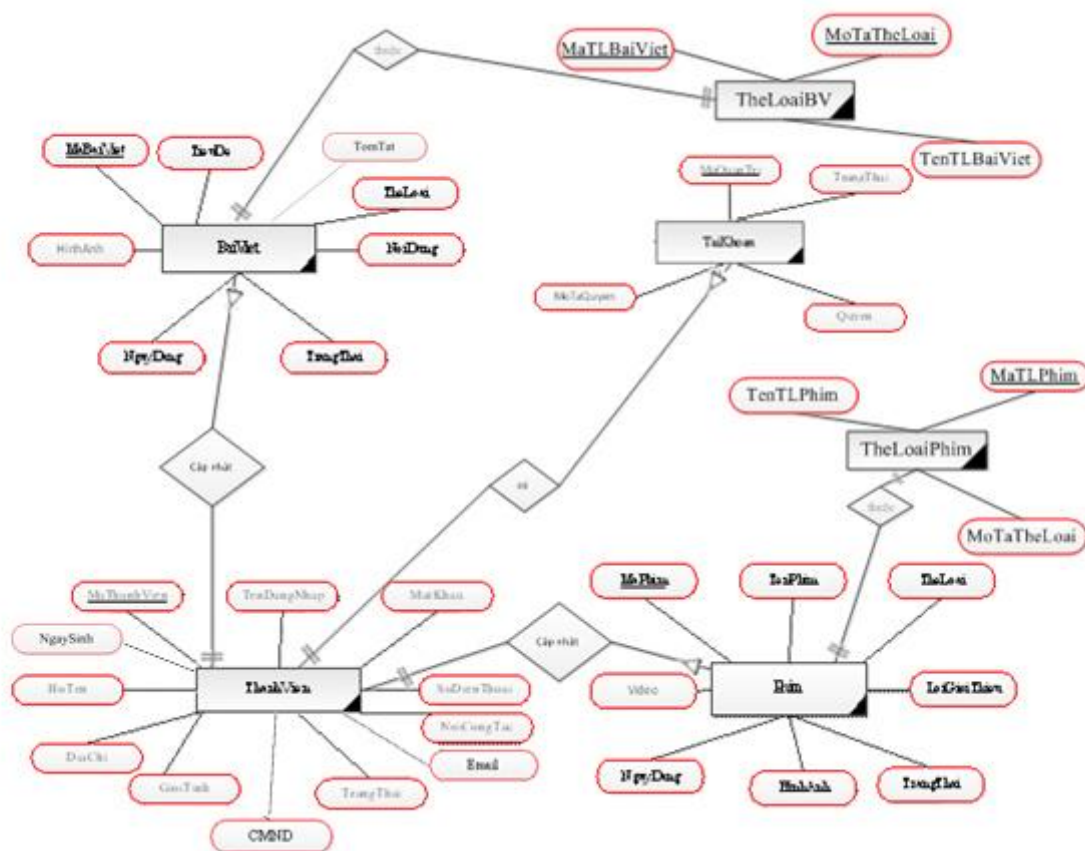 thuộc
MaTLBaiViet
MoTaTheLoai
TheLoaiBV
TenTLBaiViet
MaBaiViet
TieuDe
TomTat
TheLoai
BaiViet
HinhAnh
NoiDung
NgayDang
TrangThai
MaQuanTri
TrangThai
TaiKhoan
MoTaQuyen
Quyen
TenTLPhim
MaTLPhim
TheLoaiPhim
thuộc
MoTaTheLoai
Cập nhật
có
MaThanhVien
TenDangNhap
MatKhau
NgaySinh
HoTen
ThanhVien
SoDienThoai
NoiCongTac
DiaChi
GioiTinh
TrangThai
Email
CMND
Cập nhật
MaPhim
TenPhim
TheLoai
Video
Phim
LoiGioiThieu
NgayDang
HinhAnh
TrangThai